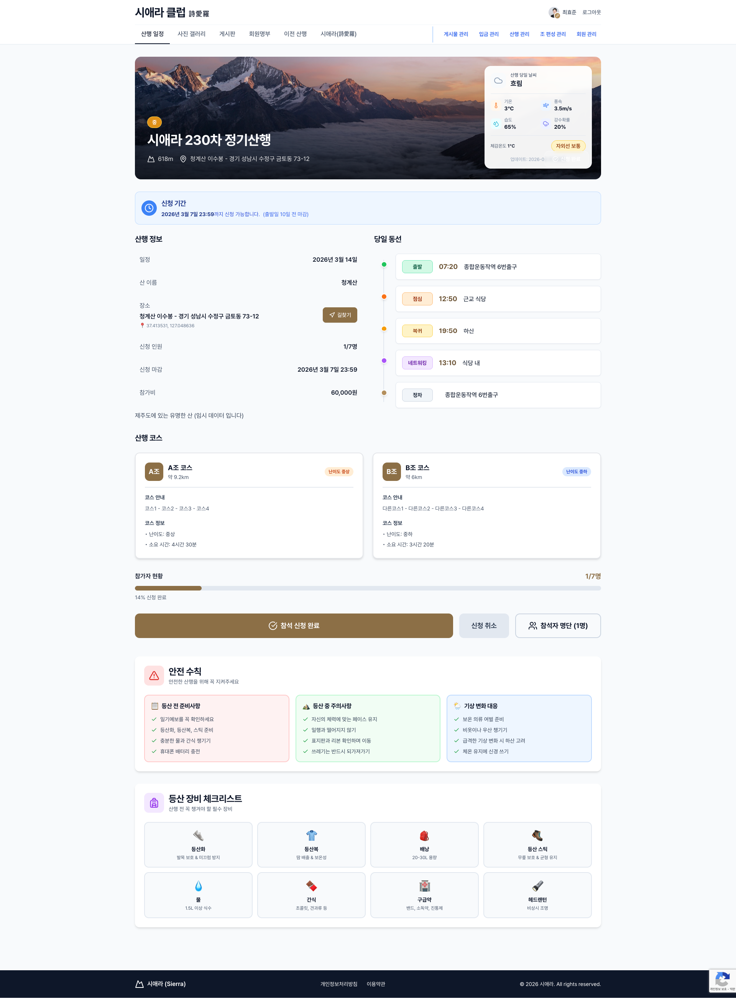 시애라 클럽 詩愛羅
최효준 로그아웃
산행 일정 사진 갤러리 게시판 회원명부 이전 산행 시애라(詩愛羅) 게시물 관리 입금 관리 산행 관리 조 편성 관리 회원 관리
중
시애라 230차 정기산행
618m 청계산 이수봉 - 경기 성남시 수정구 금토동 73-12
산행 당일 날씨
흐림
기온
3°C
풍속
3.5m/s
습도
65%
강수확률
20%
체감온도 1°C
자외선 보통
업데이트: 2026-0
신청 완료
신청 기간
2026년 3월 7일 23:59까지 신청 가능합니다. (출발일 10일 전 마감)
산행 정보
일정 2026년 3월 14일
산 이름 청계산
장소
청계산 이수봉 - 경기 성남시 수정구 금토동 73-12
37.413531, 127.048636
길찾기
신청 인원 1/7명
신청 마감 2026년 3월 7일 23:59
참가비 60,000원
제주도에 있는 유명한 산 (임시 데이터 입니다)
당일 동선
출발 07:20 종합운동작역 6번출구
점심 12:50 근교 식당
복귀 19:50 하산
네트워킹 13:10 식당 내
정차 종합운동작역 6번출구
산행 코스
A조 A조 코스
약 9.2km
난이도 중상
코스 안내
코스1 - 코스2 - 코스3 - 코스4
코스 정보
• 난이도: 중상
• 소요 시간: 4시간 30분
B조 B조 코스
약 6km
난이도 중하
코스 안내
다른코스1 - 다른코스2 - 다른코스3 - 다른코스4
코스 정보
• 난이도: 중하
• 소요 시간: 3시간 20분
참가자 현황 1/7명
14% 신청 완료
참석 신청 완료 신청 취소 참석자 명단 (1명)
안전 수칙
안전한 산행을 위해 꼭 지켜주세요
등산 전 준비사항
일기예보를 꼭 확인하세요
등산화, 등산복, 스틱 준비
충분한 물과 간식 챙기기
휴대폰 배터리 충전
등산 중 주의사항
자신의 체력에 맞는 페이스 유지
일행과 떨어지지 않기
표지판과 리본 확인하며 이동
쓰레기는 반드시 되가져가기
기상 변화 대응
보온 의류 여벌 준비
비옷이나 우산 챙기기
급격한 기상 변화 시 하산 고려
체온 유지에 신경 쓰기
등산 장비 체크리스트
산행 전 꼭 챙겨야 할 필수 장비
등산화
발목 보호 & 미끄럼 방지
등산복
땀 배출 & 보온성
배낭
20-30L 용량
등산 스틱
무릎 보호 & 균형 유지
물
1.5L 이상 식수
간식
초콜릿, 견과류 등
구급약
밴드, 소독약, 진통제
헤드랜턴
비상시 조명
시애라 (Sierra) 개인정보처리방침 이용약관 © 2026 시애라. All rights reserved.
개인정보 보호 - 약관